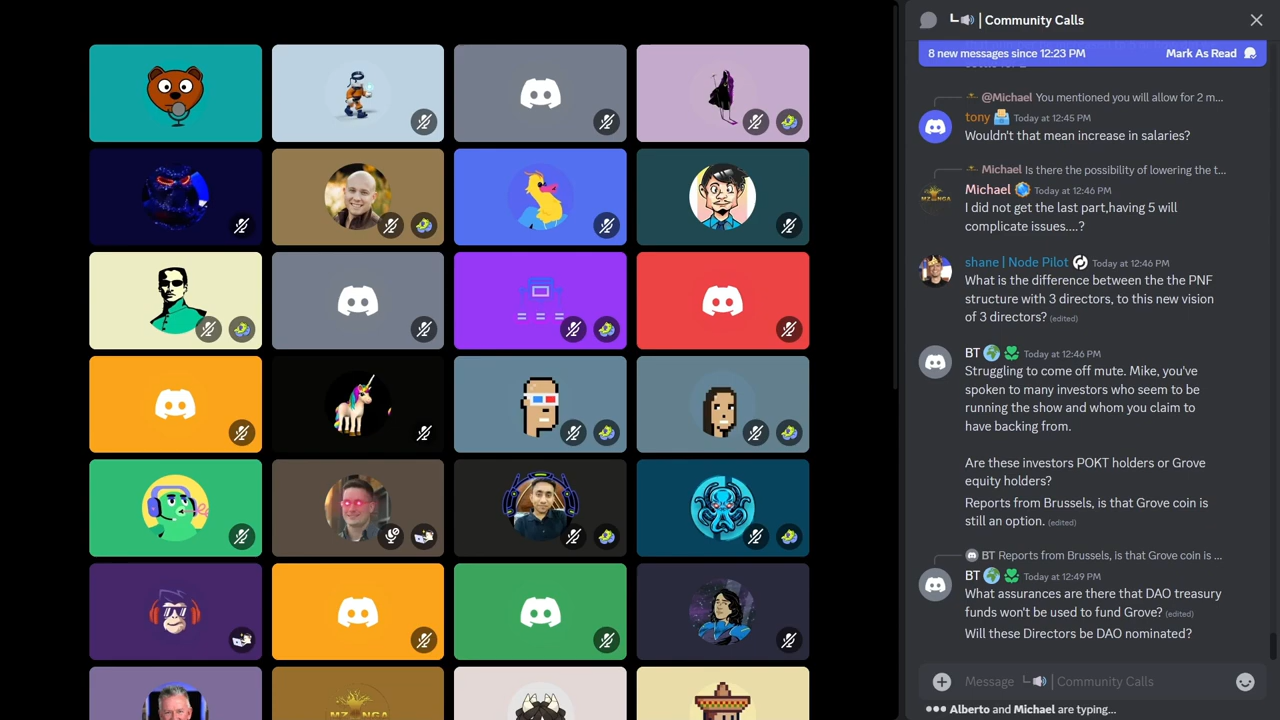 ┗🔊 | Community Calls
8 new messages since 12:23 PM
Mark As Read
@Michael You mentioned you will allow for 2 m...
tony Today at 12:45 PM
Wouldn't that mean increase in salaries?
Michael Is there the possibility of lowering the t...
Michael Today at 12:46 PM
I did not get the last part,having 5 will
complicate issues....?
shane | Node Pilot Today at 12:46 PM
What is the difference between the the PNF
structure with 3 directors, to this new vision
of 3 directors? (edited)
BT Today at 12:46 PM
Struggling to come off mute. Mike, you've
spoken to many investors who seem to be
running the show and whom you claim to
have backing from.
Are these investors POKT holders or Grove
equity holders?
Reports from Brussels, is that Grove coin is
still an option. (edited)
BT Reports from Brussels, is that Grove coin is ...
BT Today at 12:49 PM
What assurances are there that DAO treasury
funds won't be used to fund Grove? (edited)
Will these Directors be DAO nominated?
Message ┗🔊 | Community Calls
Alberto and Michael are typing...